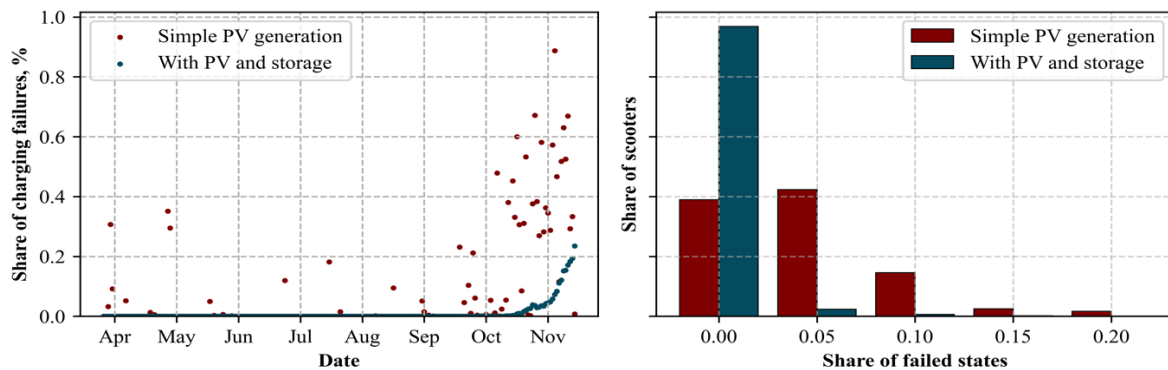 Share of charging failures, %
1.0
0.8
0.6
0.4
0.2
0.0
Simple PV generation
With PV and storage
Apr May Jun Jul Aug Sep Oct Nov
Date
Share of scooters
Simple PV generation
With PV and storage
0.00 0.05 0.10 0.15 0.20
Share of failed states